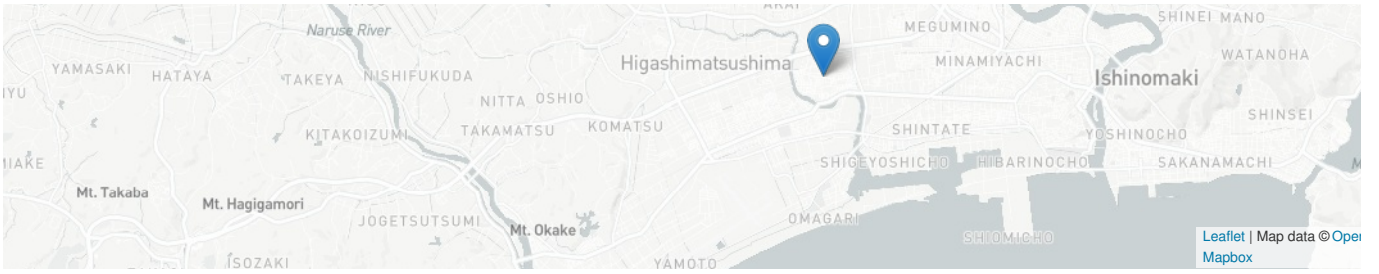 ARAI
SHINEI MANO
Naruse River
MEGUMINO
WATANOHA
YAMASAKI
HATAYA
TAKEYA
NISHIFUKUDA
Higashimatsushima
MINAMIYACHI
Ishinomaki
NITTA OSHIO
SHINSEI
KITAKOIZUMI
TAKAMATSU
KOMATSU
SHINTATE
YOSHINOCHO
MIAKE
SHIGEYOSHICHO
HIBARINOCHO
SAKANAMACHI
Mt. Takaba
Mt. Hagigamori
JOGETSUTSUMI
Mt. Okake
OMAGARI
SHIOMICHO
ISOZAKI
YAMOTO
Leaflet | Map data © Open
Mapbox